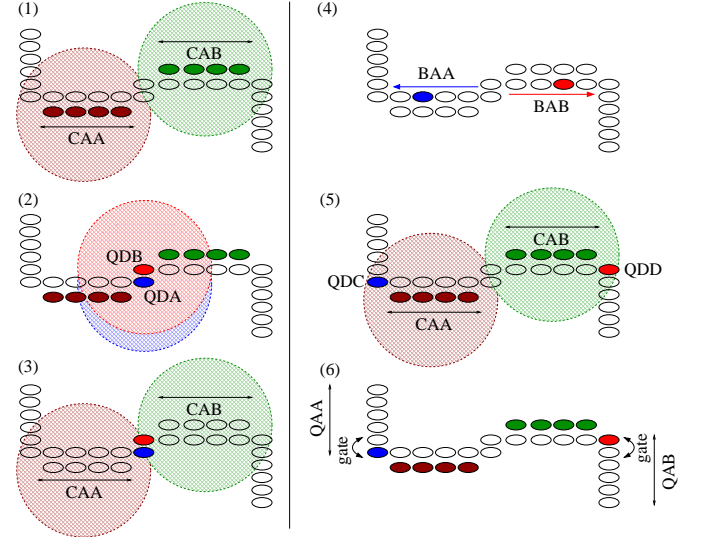 (1)
CAB
CAA
(2)
QDB
QDA
(3)
CAB
CAA
(4)
BAA
BAB
(5)
CAB
QDC
QDD
CAA
(6)
QAA
gate
gate
QAB